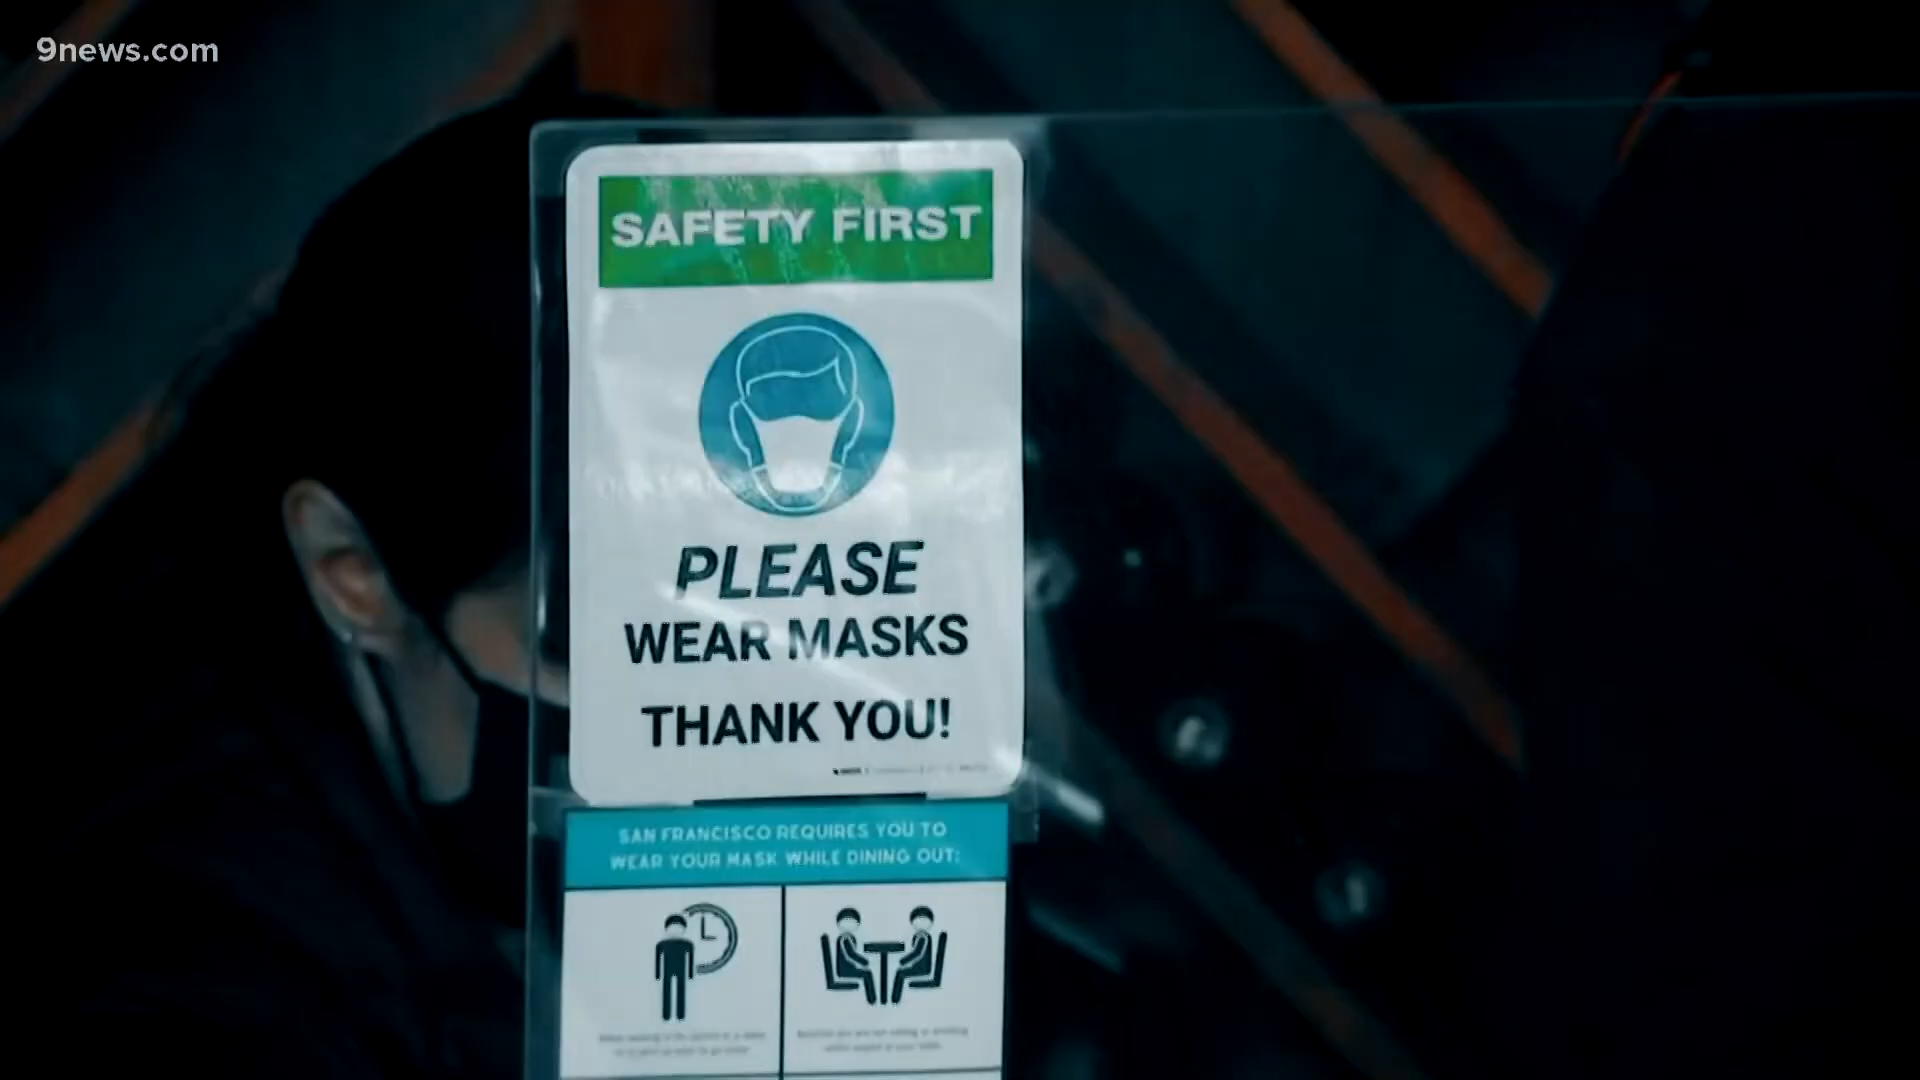 9news.com
SAFETY FIRST
PLEASE
WEAR MASKS
THANK YOU!
SAN FRANCISCO REQUIRES YOU TO
WEAR YOUR MASK WHILE DINING OUT: